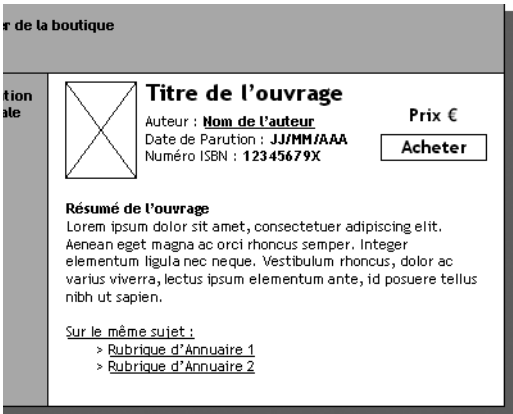 de la boutique
Titre de l'ouvrage
Auteur : Nom de l'auteur
Date de Parution : JJ/MM/AAA
Numéro ISBN : 12345679X
Prix €
Acheter
Résumé de l'ouvrage
Lorem ipsum dolor sit amet, consectetuer adipiscing elit.
Aenean eget magna ac orci rhoncus semper. Integer
elementum ligula nec neque. Vestibulum rhoncus, dolor ac
varius viverra, lectus ipsum elementum ante, id posuere tellus
nibh ut sapien.
Sur le même sujet :
> Rubrique d'Annuaire 1
> Rubrique d'Annuaire 2